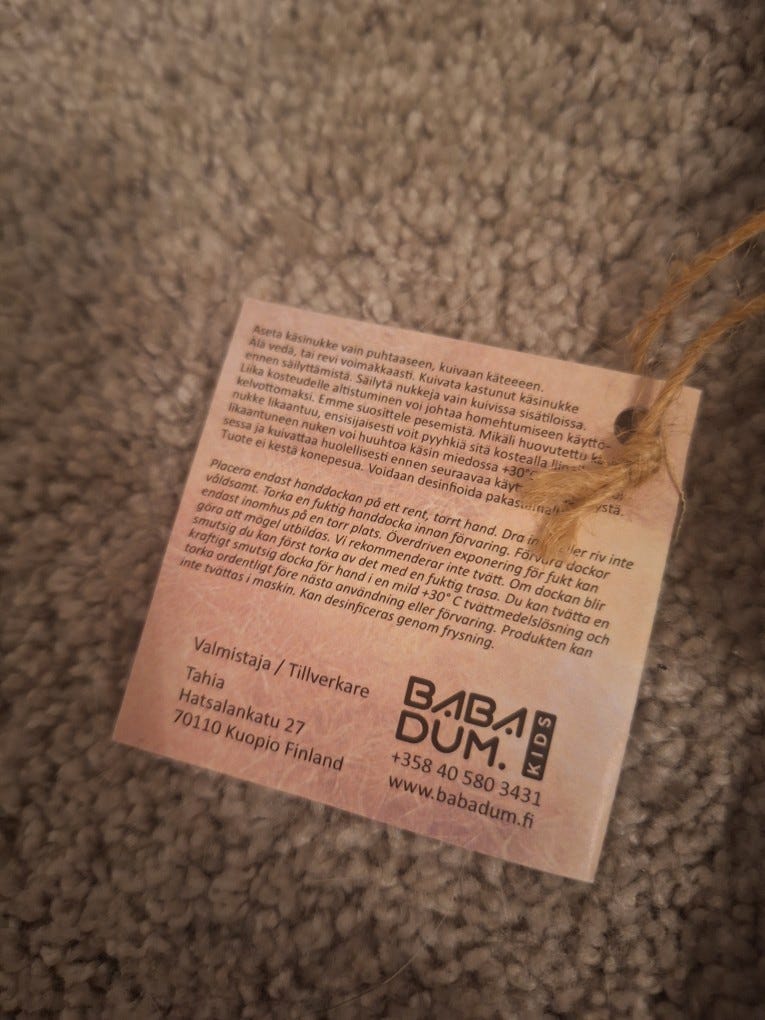 Aseta käsinukke vain puhtaaseen, kuivaan käteeeen.
Älä vedä, tai revi voimakkaasti. Kuivata kastunut käsinukke
ennen säilyttämistä. Säilytä nukkeja vain kuivissa sisätiloissa.
Liika kosteudelle altistuminen voi johtaa homehtumiseen käyttö-
kelvottomaksi. Emme suosittele pesemistä. Mikäli huovutettu
nukke likaantuu, ensisijaisesti voit pyyhkiä sitä kostealla
likaantuneen nuken voi huuhtoa käsin miedossa +30°
sessa ja kuivattaa huolellisesti ennen seuraavaa
Tuote ei kestä konepesua. Voidaan desinfioida
Placera endast handdockan på ett rent, torrt hand. Dra riv inte
våldsamt. Torka en fuktig handdocka innan förvaring. Förvara dockor
endast inomhus på en torr plats. Överdriven exponering för fukt kan
göra att mögel utbildas. Vi rekommenderar inte tvätt. Om dockan blir
smutsig du kan först torka av det med en fuktig trasa. Du kan tvätta en
kraftigt smutsig docka för hand i en mild +30° C tvättmedelslösning och
torka ordentligt före nästa användning eller förvaring. Produkten kan
inte tvättas i maskin. Kan desinficeras genom frysning.
Valmistaja / Tillverkare
Tahia
Hatsalankatu 27
70110 Kuopio Finland
BABA
DUM.
KIDS
+358 40 580 3431
www.babadum.fi